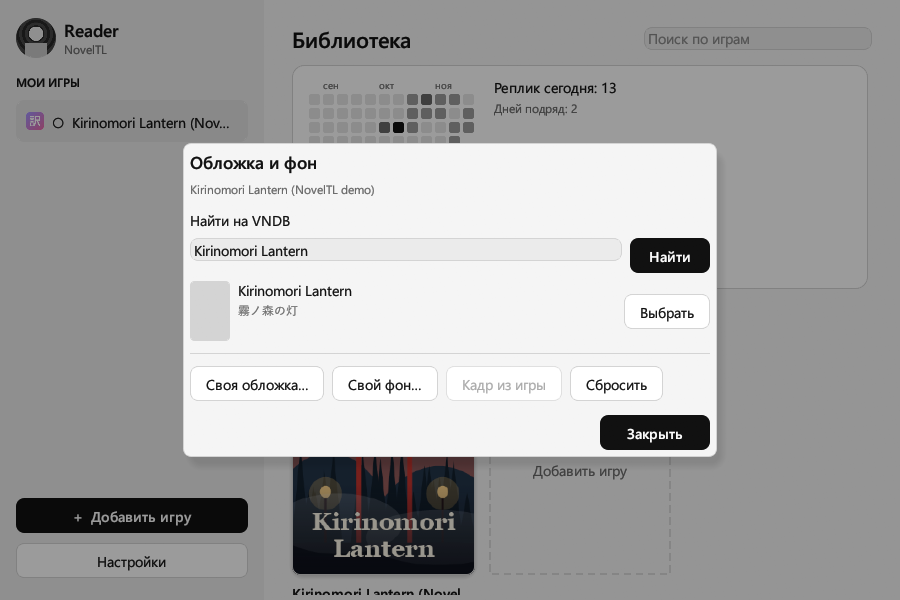 Reader
NovelTL
МОИ ИГРЫ
訳
Kirinomori Lantern (Nov...
+ Добавить игру
Настройки
Библиотека
Поиск по играм
сен окт ноя
Реплик сегодня: 13
Дней подряд: 2
Обложка и фон
Kirinomori Lantern (NovelTL demo)
Найти на VNDB
Kirinomori Lantern
Найти
Kirinomori Lantern
霧ノ森の灯
Выбрать
Своя обложка...
Свой фон...
Кадр из игры
Сбросить
Закрыть
Добавить игру
Kirinomori
Lantern
Kirinomori Lantern (Novel